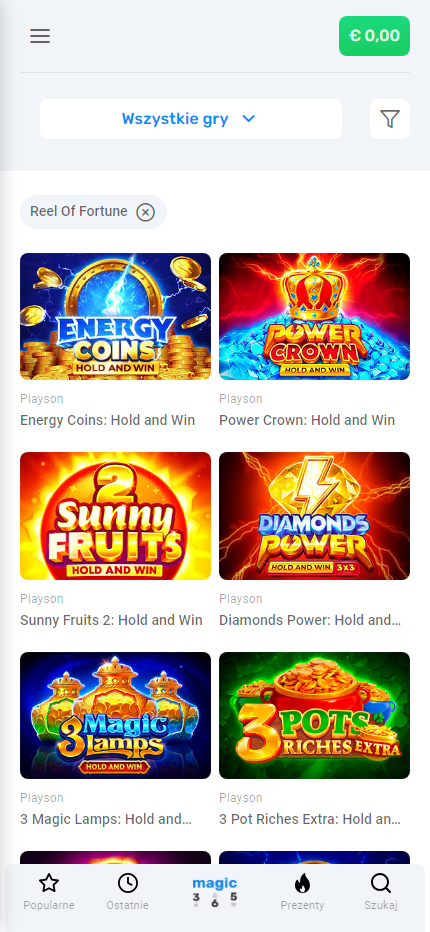 € 0,00
Wszystkie gry
Reel Of Fortune
ENERGY
COINS
HOLD AND WIN
POWER
CROWN
HOLD AND WIN
Playson
Energy Coins: Hold and Win
Playson
Power Crown: Hold and Win
2
Sunny
FRUITS
HOLD AND WIN
DIAMONDS
POWER
HOLD AND WIN 3X3
Playson
Sunny Fruits 2: Hold and Win
Playson
Diamonds Power: Hold and...
3 Magic
Lamps
HOLD AND WIN
3 POTS
RICHES EXTRA
Playson
3 Magic Lamps: Hold and...
Playson
3 Pot Riches Extra: Hold an...
Popularne
Ostatnie
magic
3 6 5
Prezenty
Szukaj